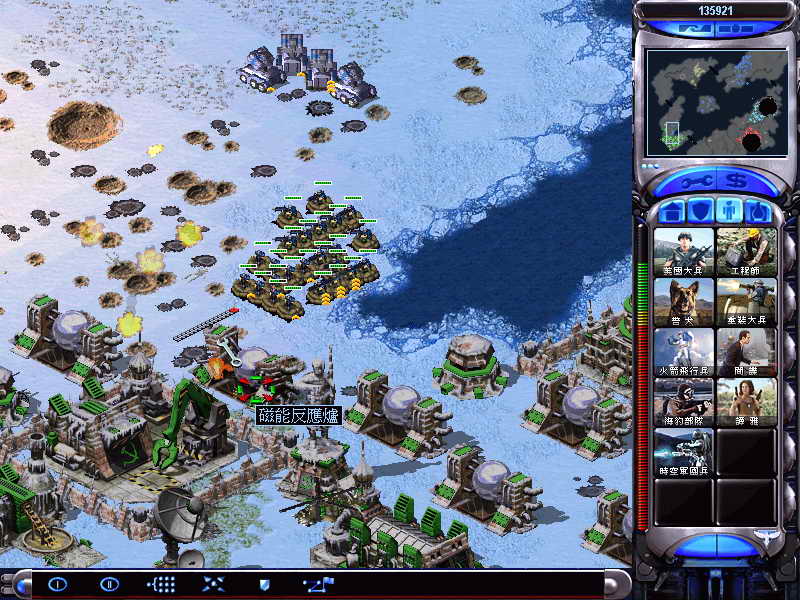 135921
美國大兵
工程師
警犬
重裝大兵
火箭飛行兵
間諜
海豹部隊
譚雅
時空軍團兵
磁能反應爐